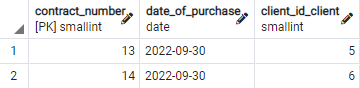 contract_number date_of_purchase client_id_client
[PK] smallint date smallint
1 13 2022-09-30 5
2 14 2022-09-30 6